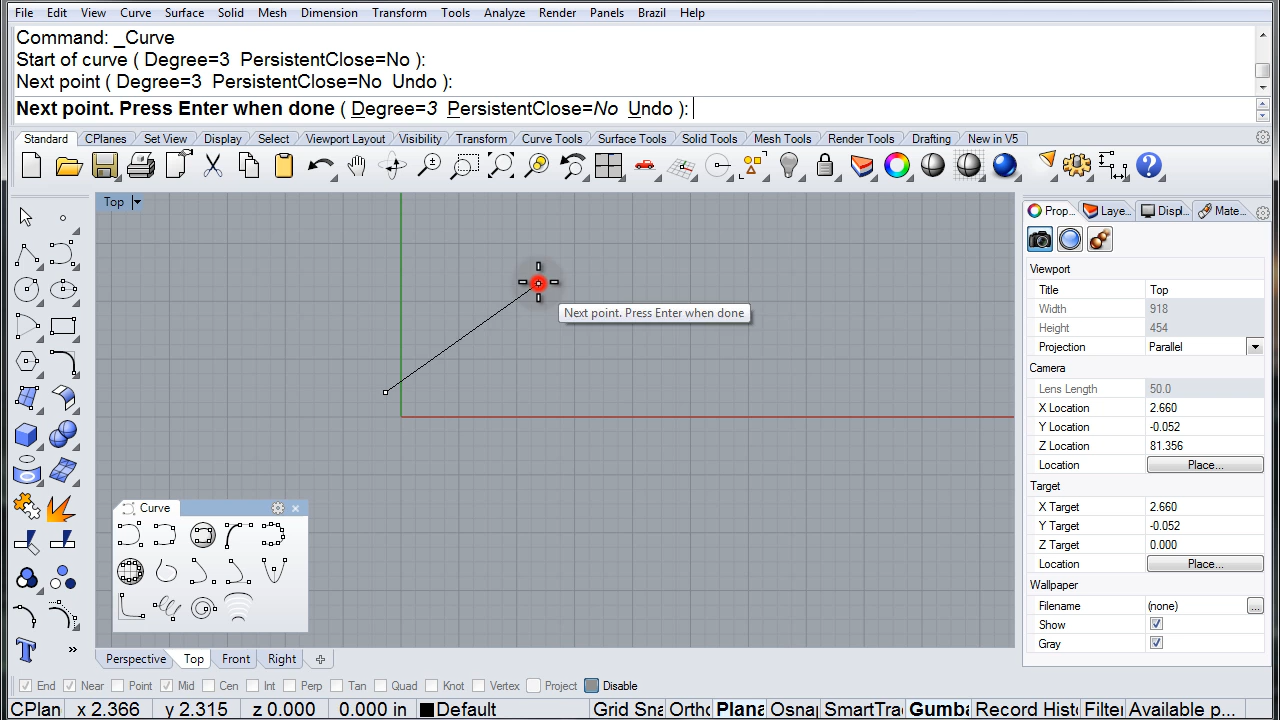 File Edit View Curve Surface Solid Mesh Dimension Transform Tools Analyze Render Panels Brazil Help
Command: _Curve
Start of curve ( Degree=3 PersistentClose=No ):
Next point ( Degree=3 PersistentClose=No Undo ):
Next point. Press Enter when done ( Degree=3 PersistentClose=No Undo ):
Standard CPlanes Set View Display Select Viewport Layout Visibility Transform Curve Tools Surface Tools Solid Tools Mesh Tools Render Tools Drafting New in V5
Top
Prop... Laye... Displ... Mate...
Viewport
Title Top
Width 918
Height 454
Projection Parallel
Camera
Lens Length 50.0
X Location 2.660
Y Location -0.052
Z Location 81.356
Location Place...
Target
X Target 2.660
Y Target -0.052
Z Target 0.000
Location Place...
Wallpaper
Filename (none) ...
Show
Gray
Next point. Press Enter when done
Curve
Perspective Top Front Right
End Near Point Mid Cen Int Perp Tan Quad Knot Vertex Project Disable
CPlan x 2.366 y 2.315 z 0.000 0.000 in Default Grid Sna Ortho Plana Osnap SmartTra Gumba Record Histo Filter Available p...